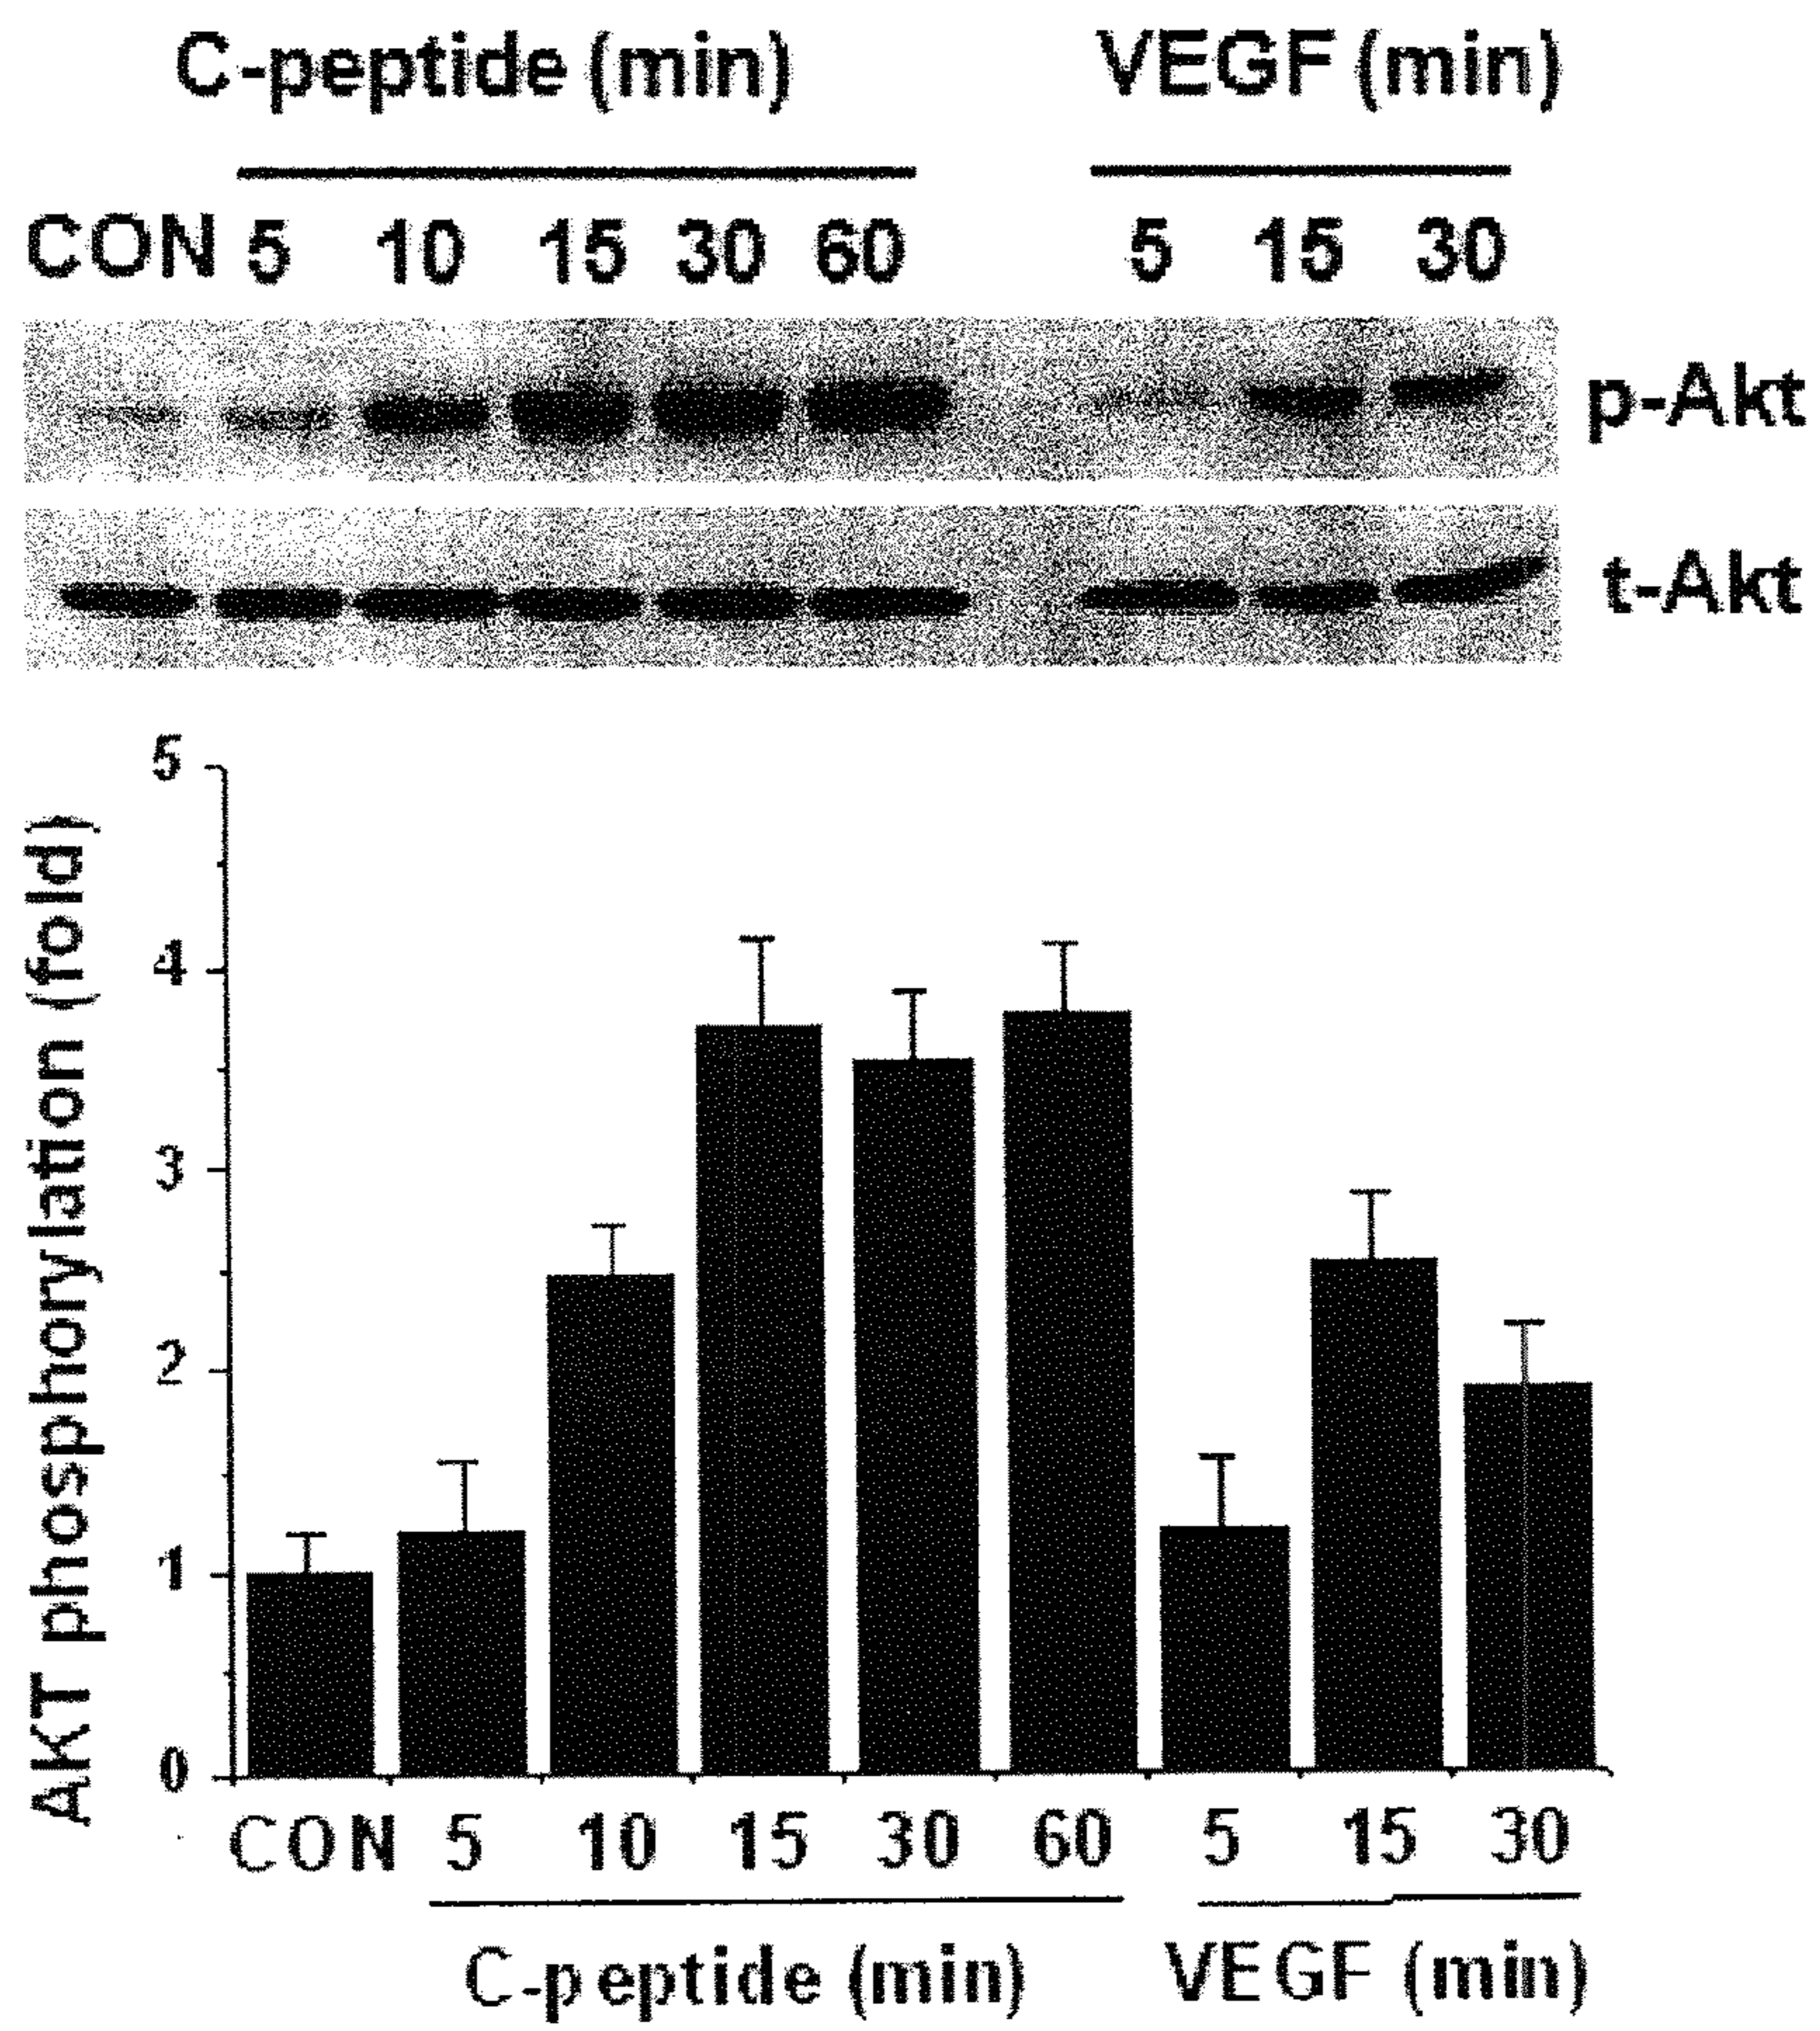 C-peptide (min) VEGF (min)
CON 5 10 15 30 60 5 15 30
p-Akt
t-Akt
AKT phosphorylation (fold)
5
4
3
2
1
0
CON 5 10 15 30 60 5 15 30
C-peptide (min) VEGF (min)